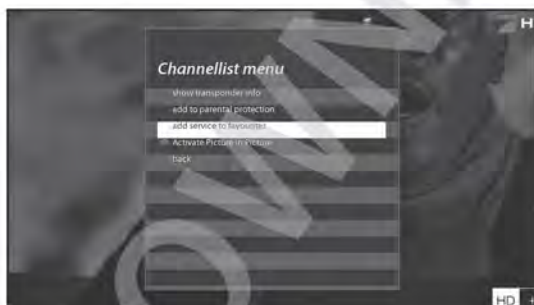 Channellist menu
show transponder info
add to parental protection
add service to favourites
Activate Picture in Picture
back
H
HD